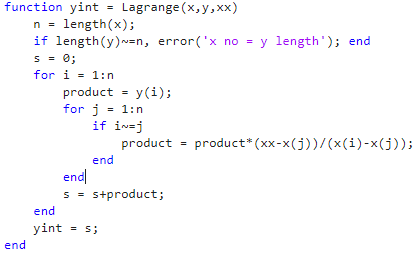 function yint = Lagrange(x,y,xx)
    n = length(x);
    if length(y)~=n, error('x no = y length'); end
    s = 0;
    for i = 1:n
        product = y(i);
        for j = 1:n
            if i~=j
                product = product*(xx-x(j))/(x(i)-x(j));
            end
        end
        s = s+product;
    end
    yint = s;
end